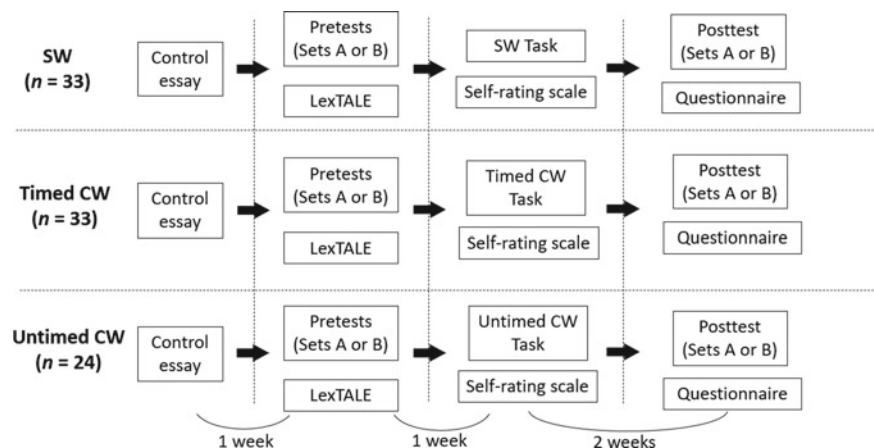 SW
(n = 33)
Control
essay
Pretests
(Sets A or B)
LexTALE
SW Task
Self-rating scale
Posttest
(Sets A or B)
Questionnaire
Timed CW
(n = 33)
Control
essay
Pretests
(Sets A or B)
LexTALE
Timed CW
Task
Self-rating scale
Posttest
(Sets A or B)
Questionnaire
Untimed CW
(n = 24)
Control
essay
Pretests
(Sets A or B)
LexTALE
Untimed CW
Task
Self-rating scale
Posttest
(Sets A or B)
Questionnaire
1 week
1 week
2 weeks